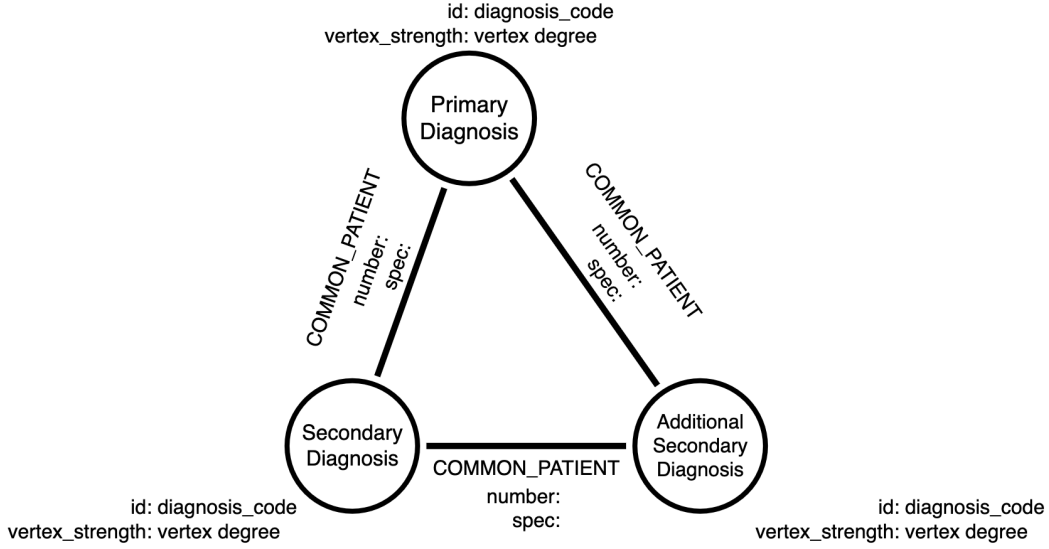 id: diagnosis_code
vertex_strength: vertex degree
Primary
Diagnosis
COMMON_PATIENT
number:
spec:
COMMON_PATIENT
number:
spec:
Secondary
Diagnosis
COMMON_PATIENT
number:
spec:
Additional
Secondary
Diagnosis
id: diagnosis_code
vertex_strength: vertex degree
id: diagnosis_code
vertex_strength: vertex degree